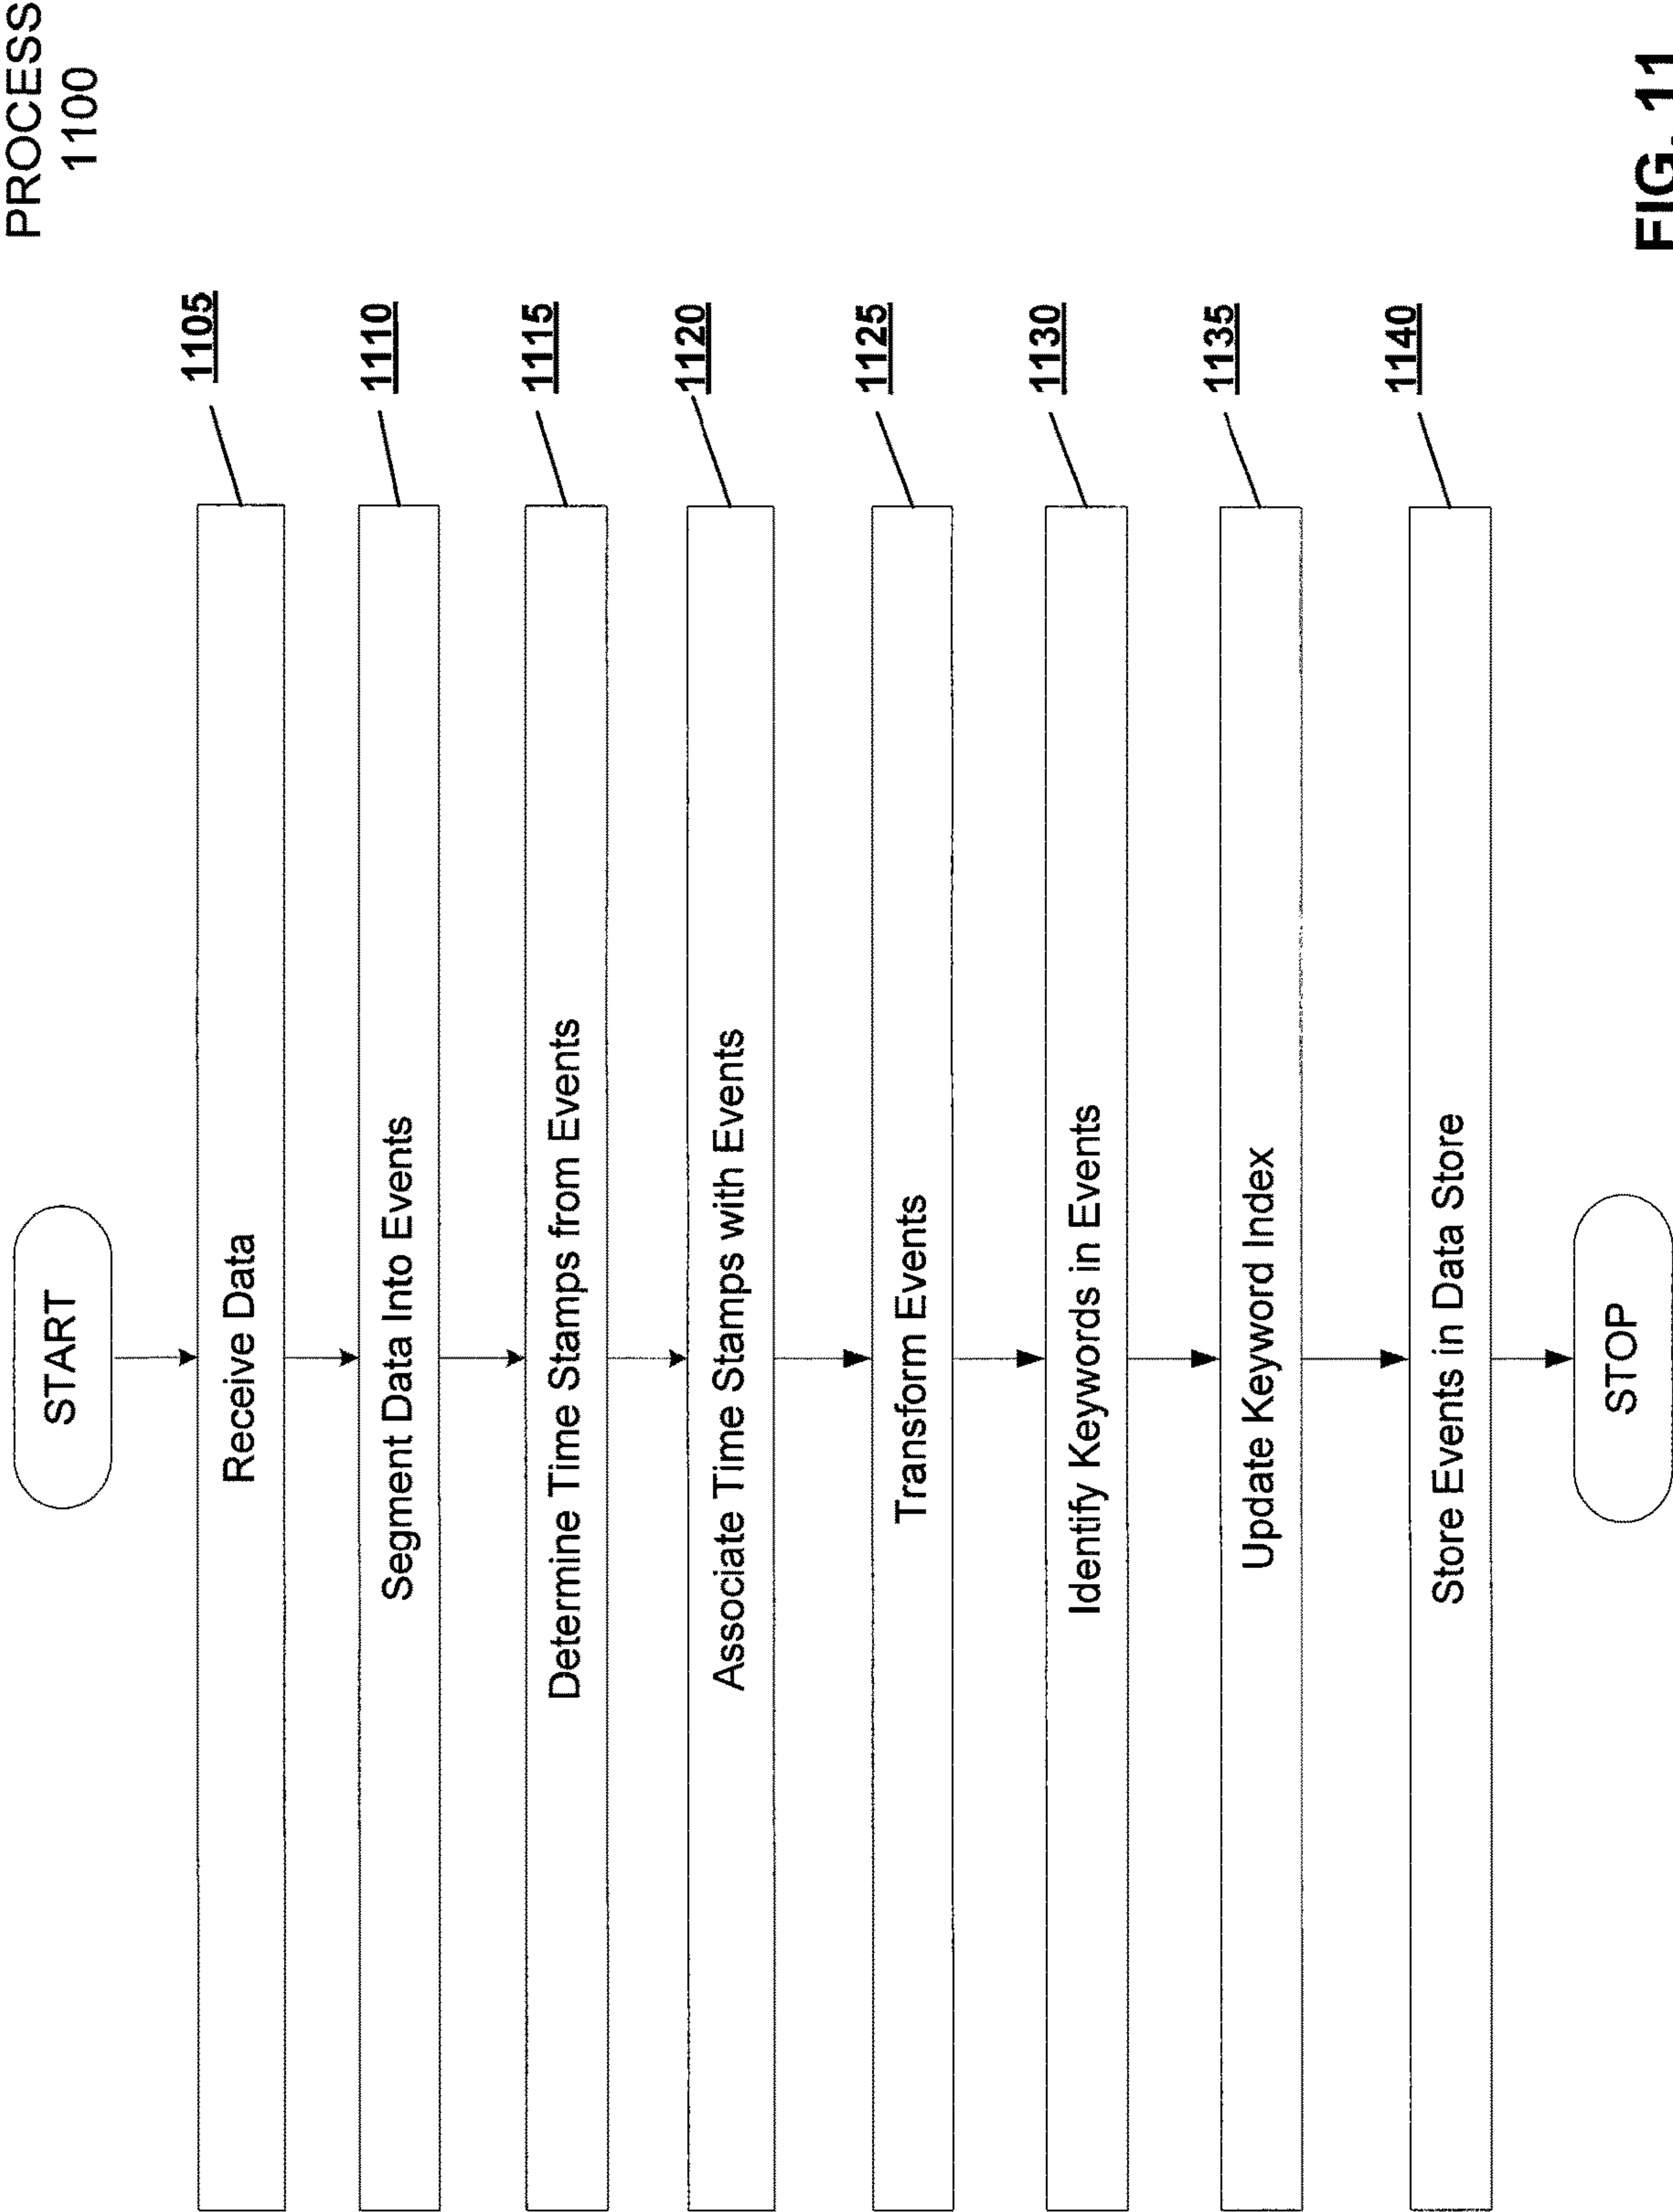 PROCESS
1100
START
Receive Data
1105
Segment Data Into Events
1110
Determine Time Stamps from Events
1115
Associate Time Stamps with Events
1120
Transform Events
1125
Identify Keywords in Events
1130
Update Keyword Index
1135
Store Events in Data Store
1140
STOP
FIG. 11